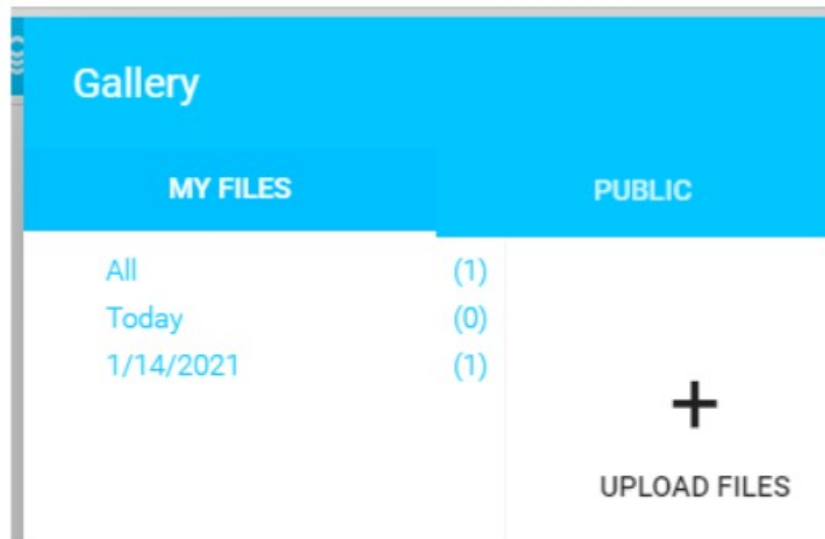 Gallery
MY FILES PUBLIC
All (1)
Today (0)
1/14/2021 (1)
+
UPLOAD FILES